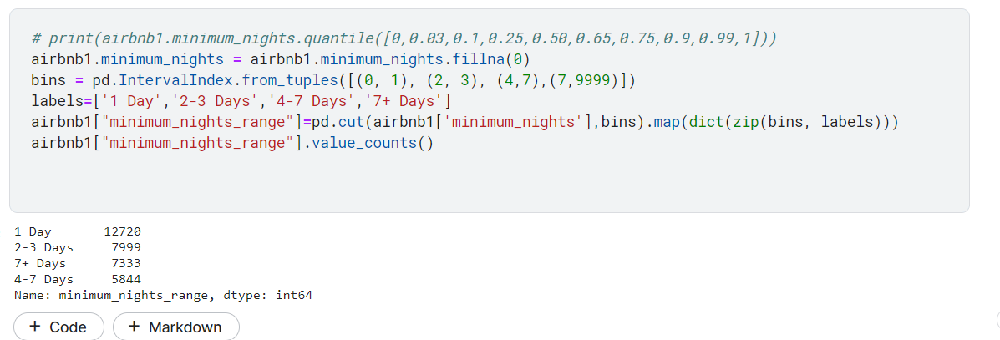 # print(airbnb1.minimum_nights.quantile([0,0.03,0.1,0.25,0.50,0.65,0.75,0.9,0.99,1]))
airbnb1.minimum_nights = airbnb1.minimum_nights.fillna(0)
bins = pd.IntervalIndex.from_tuples([(0, 1), (2, 3), (4,7),(7,9999)])
labels=['1 Day','2-3 Days','4-7 Days','7+ Days']
airbnb1["minimum_nights_range"]=pd.cut(airbnb1['minimum_nights'],bins).map(dict(zip(bins, labels)))
airbnb1["minimum_nights_range"].value_counts()
1 Day       12720
2-3 Days     7999
7+ Days      7333
4-7 Days     5844
Name: minimum_nights_range, dtype: int64
+ Code + Markdown